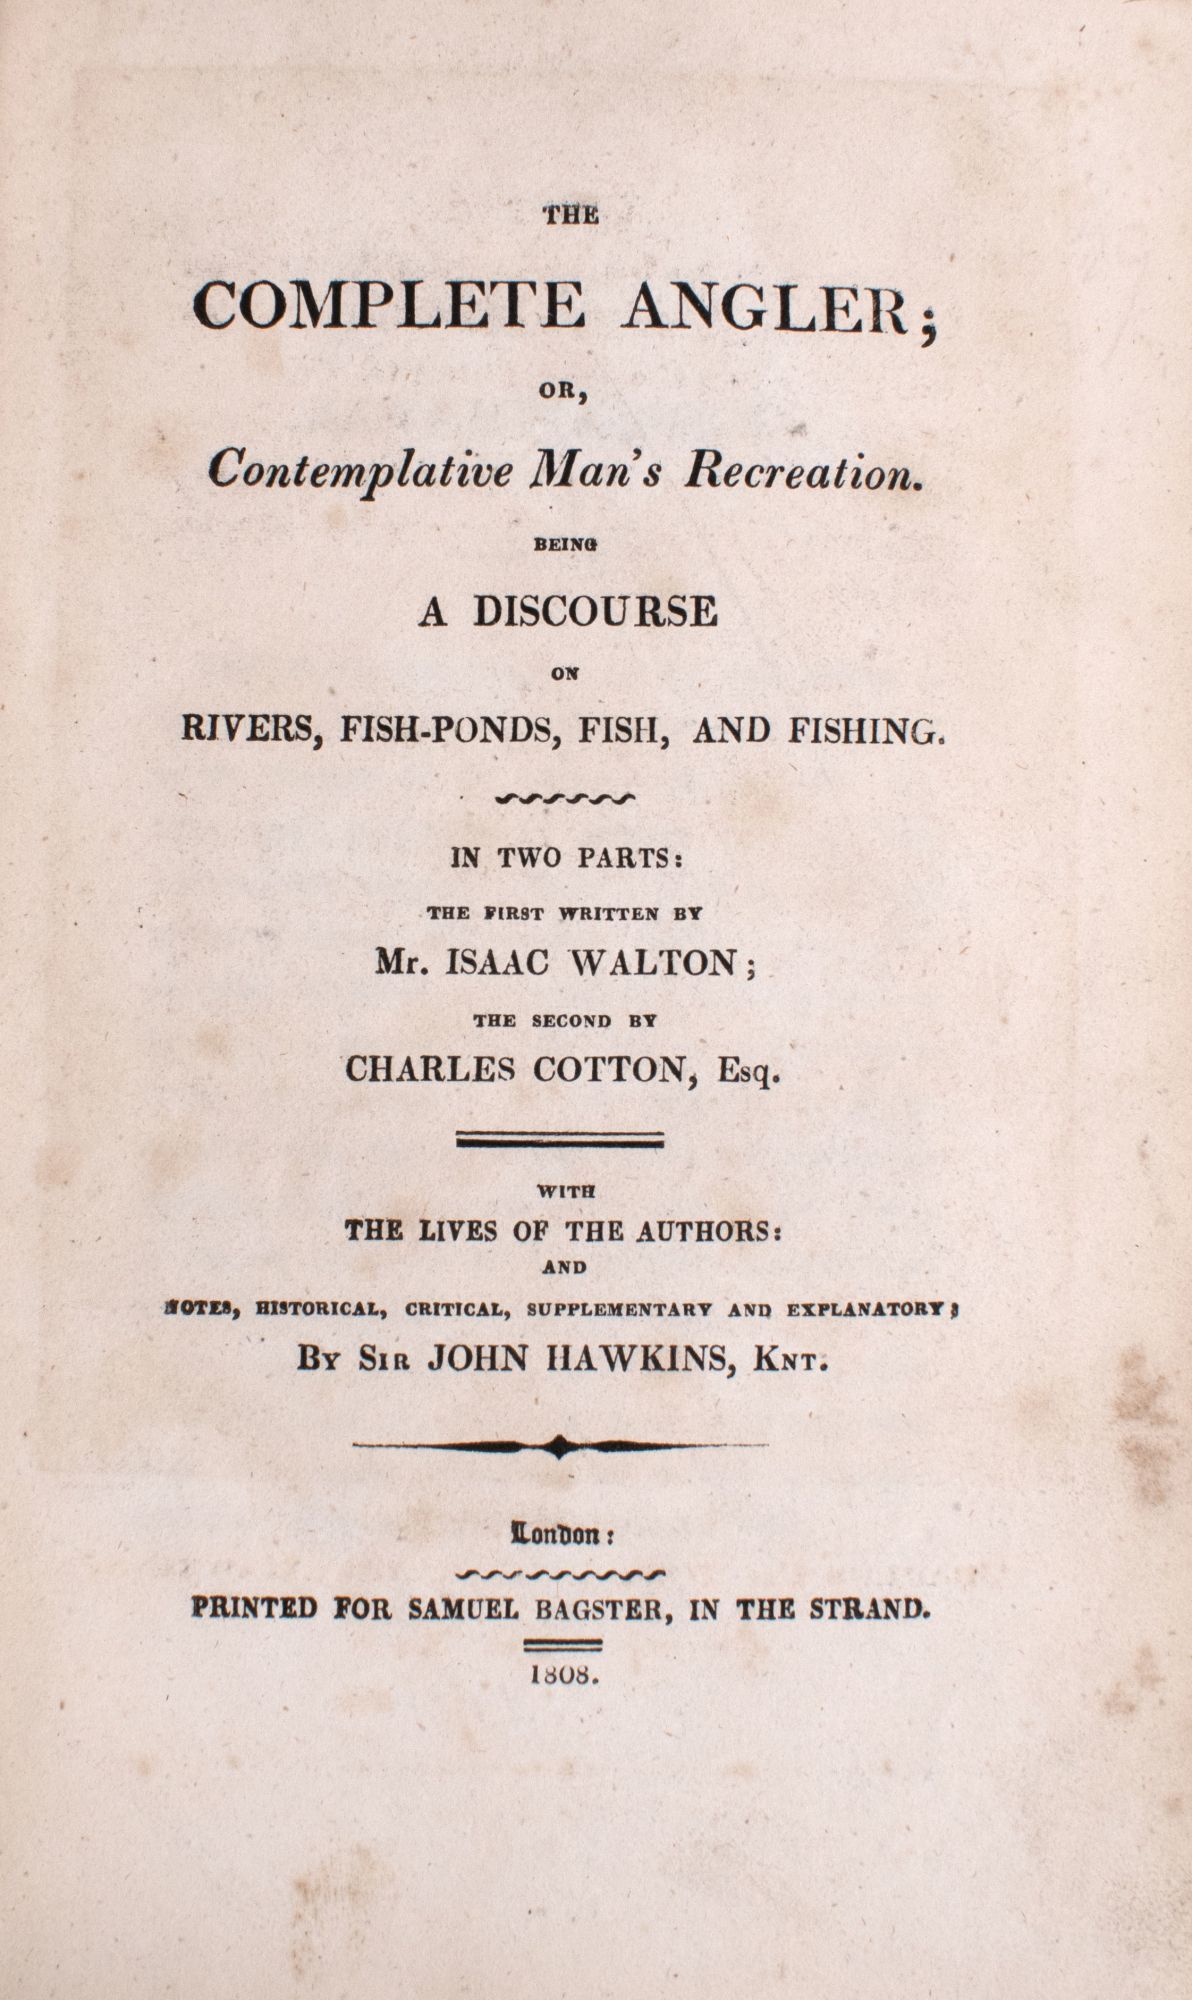 THE
COMPLETE ANGLER;
OR,
Contemplative Man's Recreation.
BEING
A DISCOURSE
ON
RIVERS, FISH-PONDS, FISH, AND FISHING.
IN TWO PARTS:
THE FIRST WRITTEN BY
Mr. ISAAC WALTON;
THE SECOND BY
CHARLES COTTON, Esq.
WITH
THE LIVES OF THE AUTHORS:
AND
NOTES, HISTORICAL, CRITICAL, SUPPLEMENTARY AND EXPLANATORY;
BY SIR JOHN HAWKINS, KNT.
London:
PRINTED FOR SAMUEL BAGSTER, IN THE STRAND.
1808.